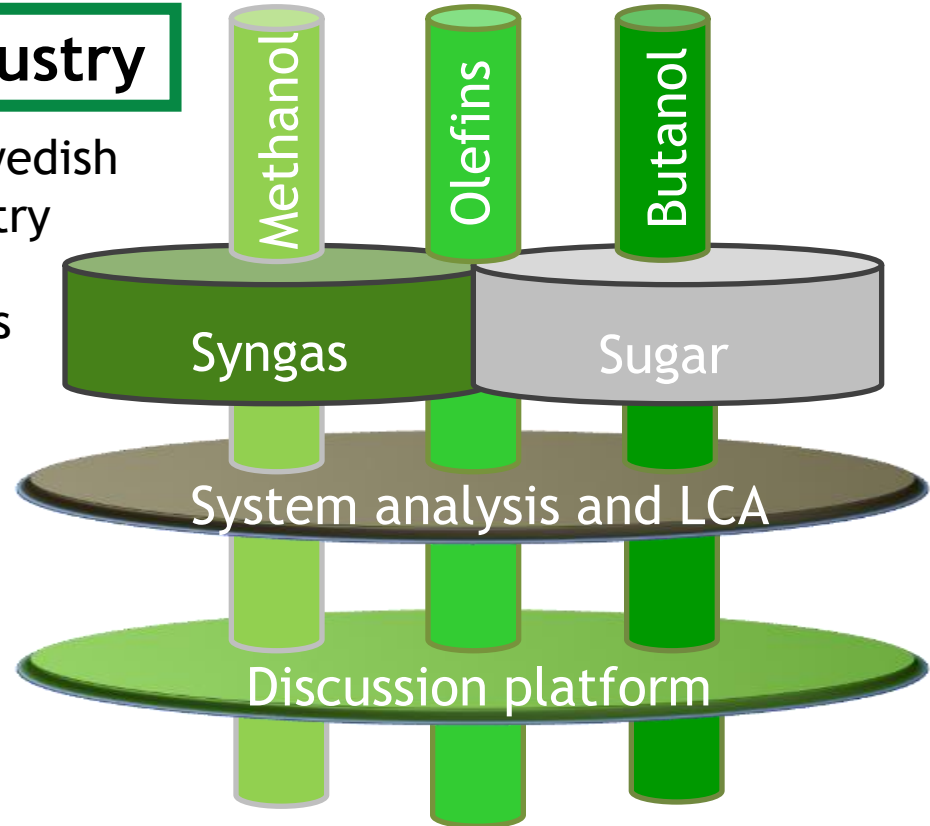 ustry
vedish
try
s
Methanol
Olefins
Butanol
Syngas
Sugar
System analysis and LCA
Discussion platform